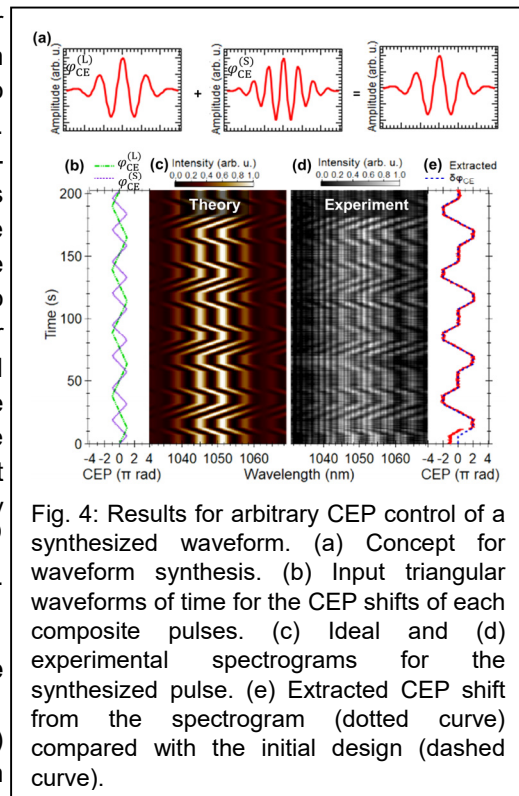 (a)
Amplitude (arb. u.)
φCE(L)
+
Amplitude (arb. u.)
φCE(S)
=
Amplitude (arb. u.)
(b)
φCE(L)
φCE(S)
(c) Intensity (arb. u.)
0.0 0.2 0.4 0.6 0.8 1.0
(d) Intensity (arb. u.)
0.0 0.2 0.4 0.6 0.8 1.0
(e) Extracted
δφCE
Theory
Experiment
Time (s)
200
150
100
50
0
-4 -2 0 2 4
CEP (π rad)
1040 1050 1060
Wavelength (nm)
1040 1050 1060
-4 -2 0 2 4
CEP (π rad)
Fig. 4: Results for arbitrary CEP control of a
synthesized waveform. (a) Concept for
waveform synthesis. (b) Input triangular
waveforms of time for the CEP shifts of each
composite pulses. (c) Ideal and (d)
experimental spectrograms for the
synthesized pulse. (e) Extracted CEP shift
from the spectrogram (dotted curve)
compared with the initial design (dashed
curve).